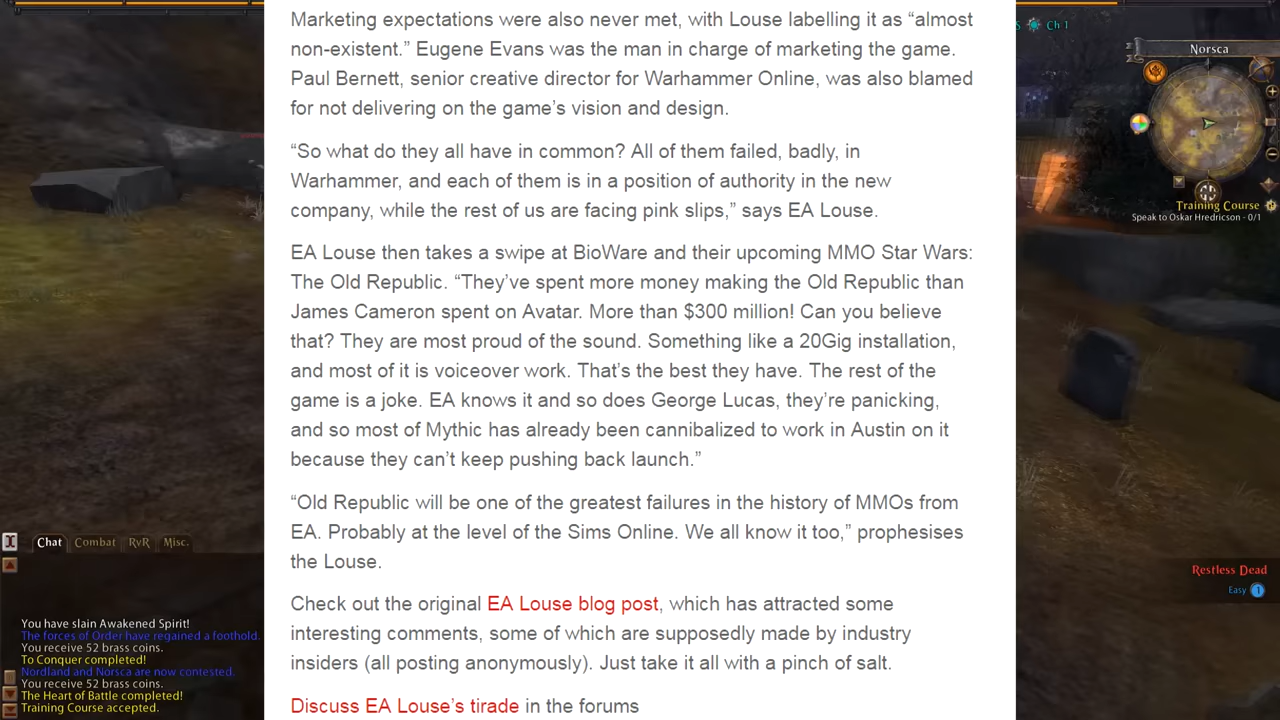 Marketing expectations were also never met, with Louse labelling it as “almost
non-existent.” Eugene Evans was the man in charge of marketing the game.
Paul Bernett, senior creative director for Warhammer Online, was also blamed
for not delivering on the game’s vision and design.
“So what do they all have in common? All of them failed, badly, in
Warhammer, and each of them is in a position of authority in the new
company, while the rest of us are facing pink slips,” says EA Louse.
EA Louse then takes a swipe at BioWare and their upcoming MMO Star Wars:
The Old Republic. “They’ve spent more money making the Old Republic than
James Cameron spent on Avatar. More than $300 million! Can you believe
that? They are most proud of the sound. Something like a 20Gig installation,
and most of it is voiceover work. That’s the best they have. The rest of the
game is a joke. EA knows it and so does George Lucas, they’re panicking,
and so most of Mythic has already been cannibalized to work in Austin on it
because they can’t keep pushing back launch.”
“Old Republic will be one of the greatest failures in the history of MMOs from
EA. Probably at the level of the Sims Online. We all know it too,” prophesises
the Louse.
Check out the original EA Louse blog post, which has attracted some
interesting comments, some of which are supposedly made by industry
insiders (all posting anonymously). Just take it all with a pinch of salt.
Discuss EA Louse’s tirade in the forums
Chat Combat RvR Misc.
You have slain Awakened Spirit!
The forces of Order have regained a foothold.
You receive 52 brass coins.
To Conquer completed!
Nordland and Norsca are now contested.
You receive 52 brass coins.
The Heart of Battle completed!
Training Course accepted.
S Ch 1
Norsca
Training Course
Speak to Oskar Hredricson - 0/1
Restless Dead
Easy 1